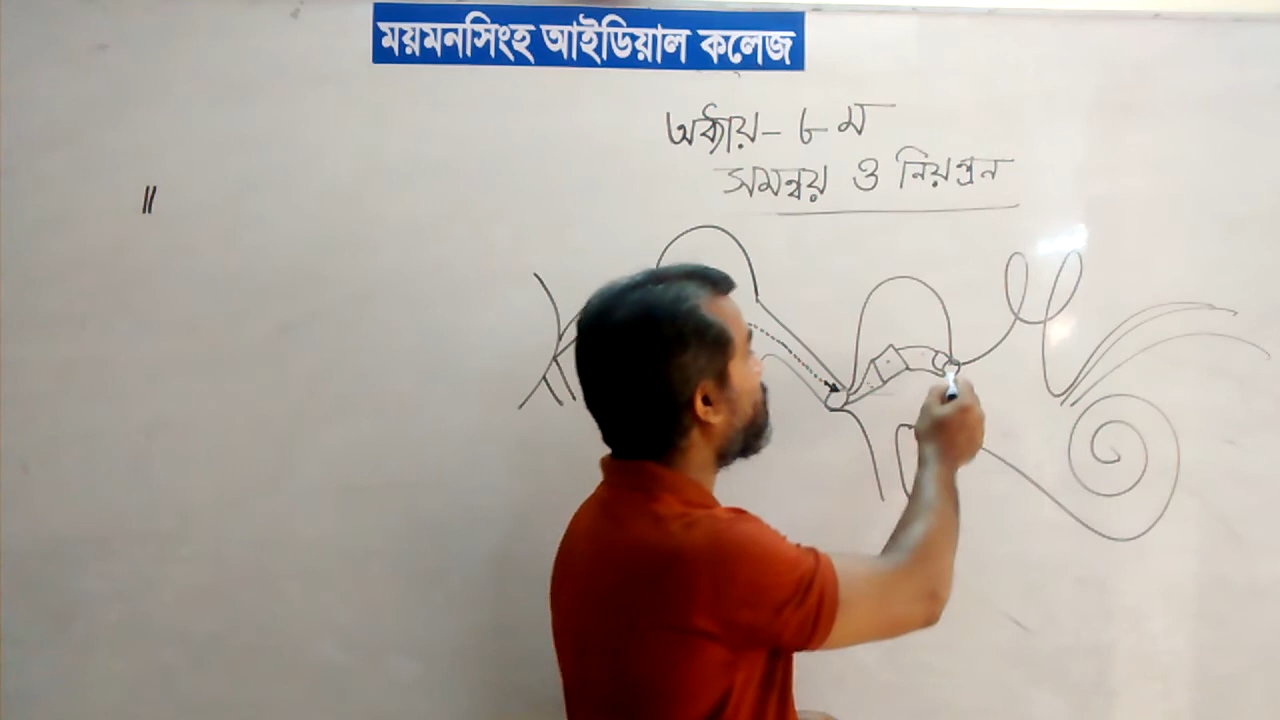 ময়মনসিংহ আইডিয়াল কলেজ
অধ্যায়- ৮ম
সমন্বয় ও নিয়ন্ত্রন